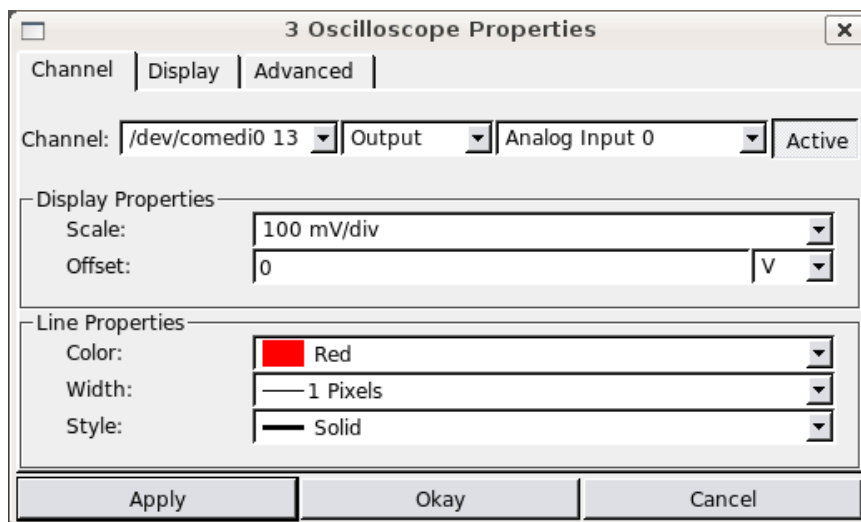 3 Oscilloscope Properties
Channel Display Advanced
Channel: /dev/comedi0 13 Output Analog Input 0 Active
Display Properties
Scale: 100 mV/div
Offset: 0 V
Line Properties
Color: Red
Width: 1 Pixels
Style: Solid
Apply Okay Cancel